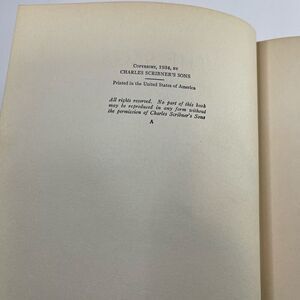 Copyright, 1934, by
CHARLES SCRIBNER'S SONS
Printed in the United States of America
All rights reserved. No part of this book
may be reproduced in any form without
the permission of Charles Scribner's Sons
A